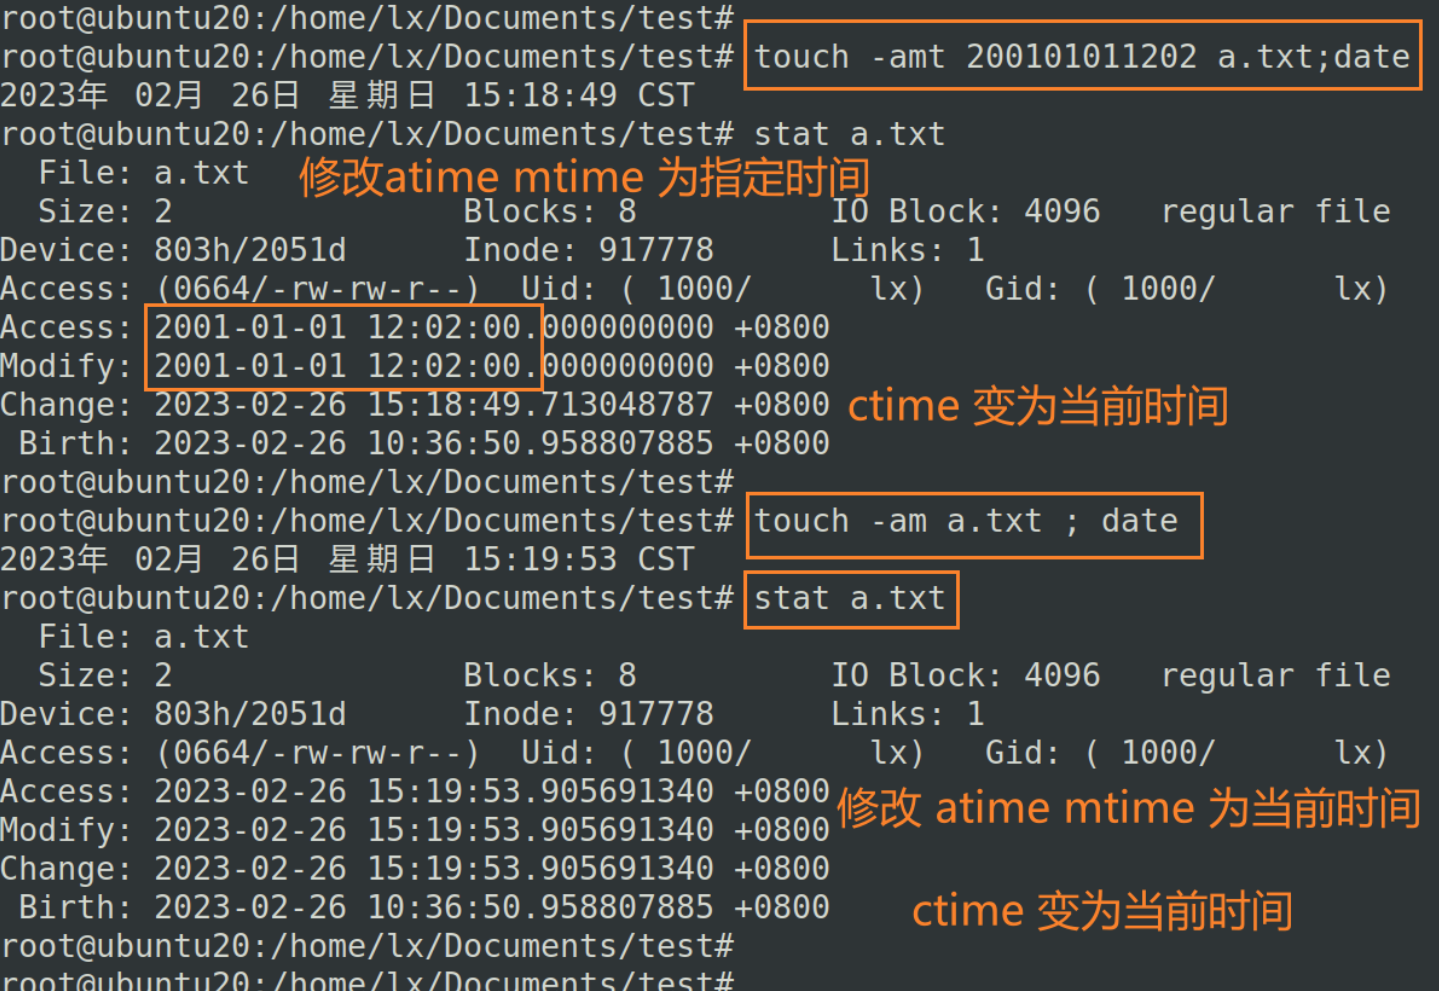 root@ubuntu20:/home/lx/Documents/test#
root@ubuntu20:/home/lx/Documents/test# touch -amt 200101011202 a.txt;date
2023年 02月 26日 星期日 15:18:49 CST
root@ubuntu20:/home/lx/Documents/test# stat a.txt
  File: a.txt 修改atime mtime 为指定时间
  Size: 2               Blocks: 8          IO Block: 4096   regular file
Device: 803h/2051d      Inode: 917778      Links: 1
Access: (0664/-rw-rw-r--)  Uid: ( 1000/      lx)   Gid: ( 1000/      lx)
Access: 2001-01-01 12:02:00.000000000 +0800
Modify: 2001-01-01 12:02:00.000000000 +0800
Change: 2023-02-26 15:18:49.713048787 +0800 ctime 变为当前时间
 Birth: 2023-02-26 10:36:50.958807885 +0800
root@ubuntu20:/home/lx/Documents/test#
root@ubuntu20:/home/lx/Documents/test# touch -am a.txt ; date
2023年 02月 26日 星期日 15:19:53 CST
root@ubuntu20:/home/lx/Documents/test# stat a.txt
  File: a.txt
  Size: 2               Blocks: 8          IO Block: 4096   regular file
Device: 803h/2051d      Inode: 917778      Links: 1
Access: (0664/-rw-rw-r--)  Uid: ( 1000/      lx)   Gid: ( 1000/      lx)
Access: 2023-02-26 15:19:53.905691340 +0800 修改 atime mtime 为当前时间
Modify: 2023-02-26 15:19:53.905691340 +0800
Change: 2023-02-26 15:19:53.905691340 +0800
 Birth: 2023-02-26 10:36:50.958807885 +0800 ctime 变为当前时间
root@ubuntu20:/home/lx/Documents/test#
root@ubuntu20:/home/lx/Documents/test#